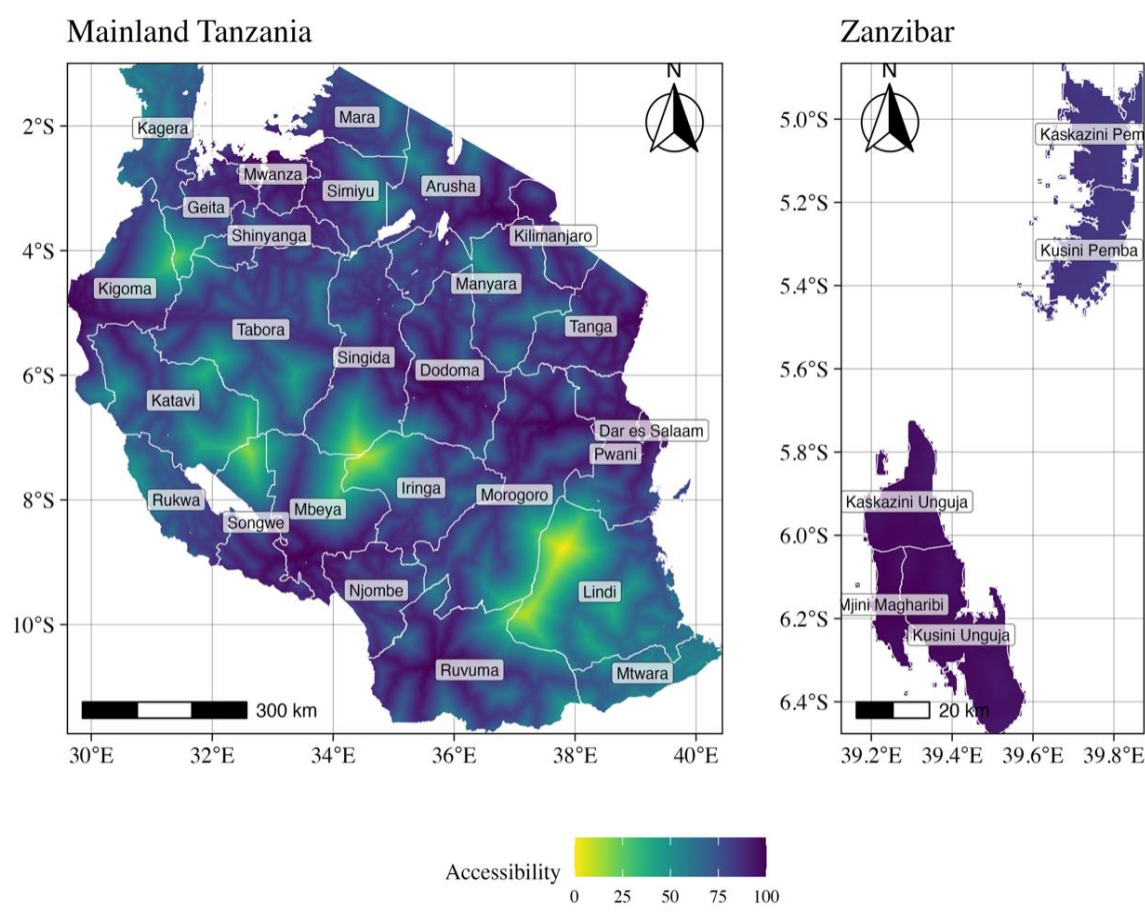 Mainland Tanzania
Zanzibar
N
N
2°S
4°S
6°S
8°S
10°S
Kagera
Mara
Mwanza
Simiyu
Arusha
Geita
Shinyanga
Kilimanjaro
Kigoma
Manyara
Tabora
Tanga
Singida
Dodoma
Katavi
Dar es Salaam
Pwani
Iringa
Morogoro
Rukwa
Mbeya
Songwe
Njombe
Lindi
Ruvuma
Mtwara
300 km
30°E 32°E 34°E 36°E 38°E 40°E
5.0°S
5.2°S
5.4°S
5.6°S
5.8°S
6.0°S
6.2°S
6.4°S
Kaskazini Pem
Kusini Pemba
Kaskazini Unguja
Mjini Magharibi
Kusini Unguja
20 km
39.2°E 39.4°E 39.6°E 39.8°E
Accessibility
0 25 50 75 100